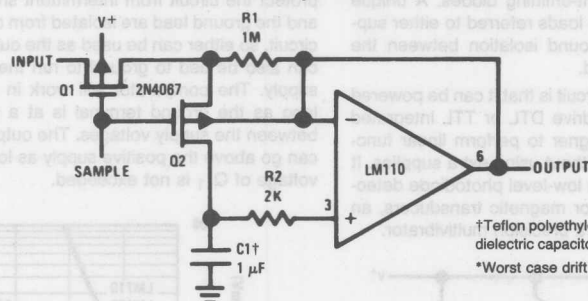 R1
1M
V+
INPUT
Q1
2N4067
Q2
SAMPLE
−
LM110
6
OUTPUT
R2
2K
3
+
C1†
1 μF
†Teflon polyethyl
dielectric capacito
*Worst case drift